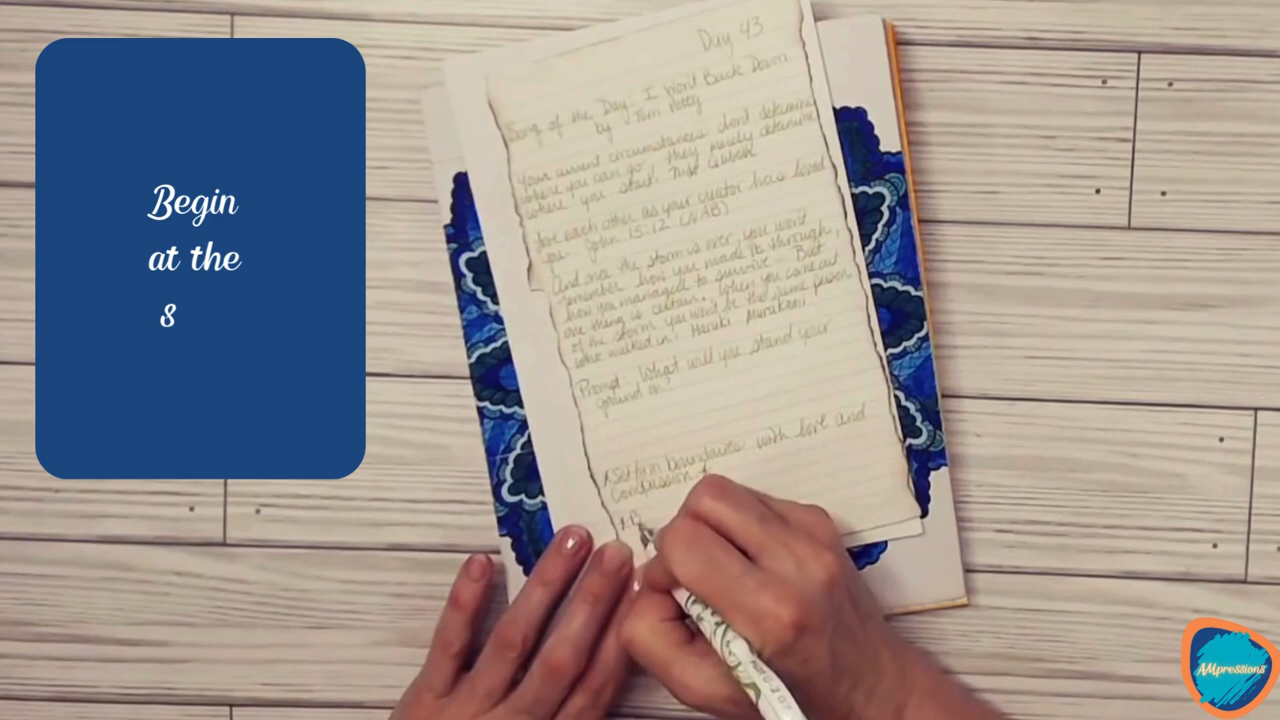 Begin
at the
s
Day 43
Song of the Day: I Won't Back Down
by Tom Petty
Your current circumstances don't determine
where you can go; they merely determine
where you start. Nido Qubein
love each other as your creator has loved
you. John 15:12 (NAB)
And once the storm is over, you won't
remember how you made it through,
how you managed to survive. But
one thing is certain. When you come out
of the storm you won't be the same person
who walked in. Haruki Murakami
Prompt: What will you stand your
ground on?
*Set firm boundaries with love and
Compassion
*B
AMpressions